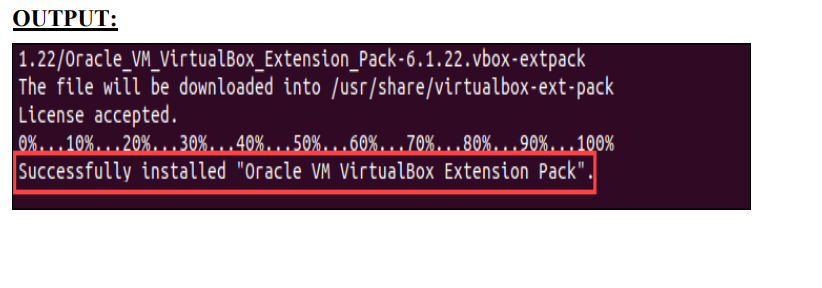 OUTPUT:
1.22/Oracle_VM_VirtualBox_Extension_Pack-6.1.22.vbox-extpack
The file will be downloaded into /usr/share/virtualbox-ext-pack
License accepted.
0%...10%...20%...30%...40%...50%...60%...70%...80%...90%...100%
Successfully installed "Oracle VM VirtualBox Extension Pack".